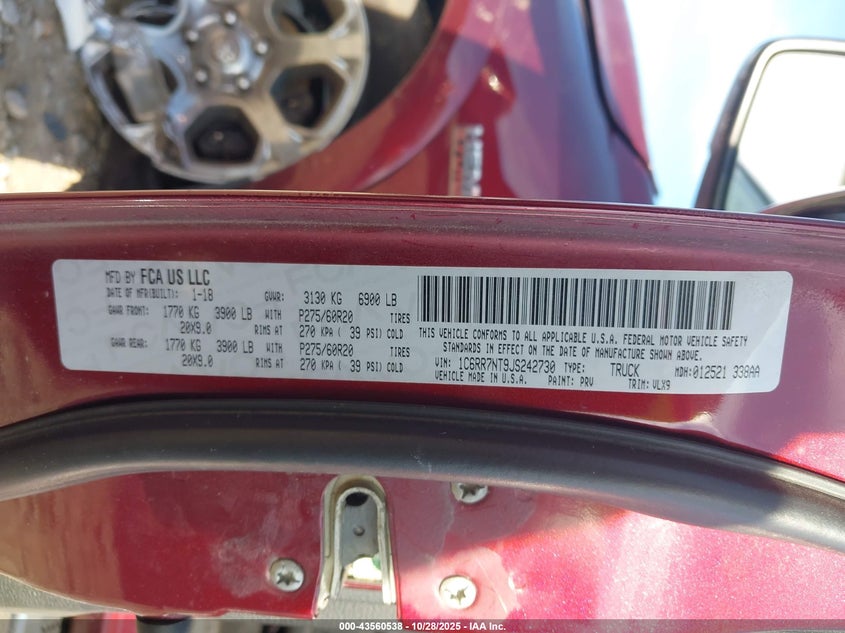 MFD BY FCA US LLC
DATE OF MFR(BUILT): 1-18 GVWR: 3130 KG 6900 LB
GAWR FRONT: 1770 KG 3900 LB WITH P275/60R20 TIRES
20X9.0 RIMS AT 270 KPA ( 39 PSI) COLD
GAWR REAR: 1770 KG 3900 LB WITH P275/60R20 TIRES
20X9.0 RIMS AT 270 KPA ( 39 PSI) COLD
THIS VEHICLE CONFORMS TO ALL APPLICABLE U.S.A. FEDERAL MOTOR VEHICLE SAFETY
STANDARDS IN EFFECT ON THE DATE OF MANUFACTURE SHOWN ABOVE.
VIN: 1C6RR7NT9JS242730 TYPE: TRUCK MDH: 012521 338AA
VEHICLE MADE IN U.S.A. PAINT: PRV TRIM: VLX9
000-43560538 - 10/28/2025 - IAA Inc.